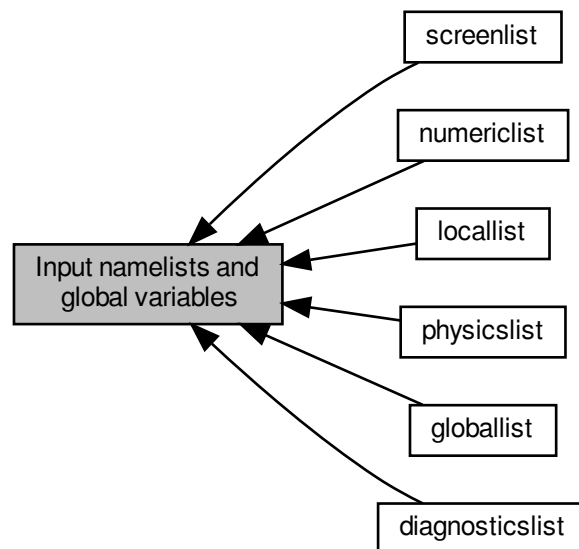 screenlist
numericlist
locallist
Input namelists and
global variables
physicslist
globallist
diagnosticslist